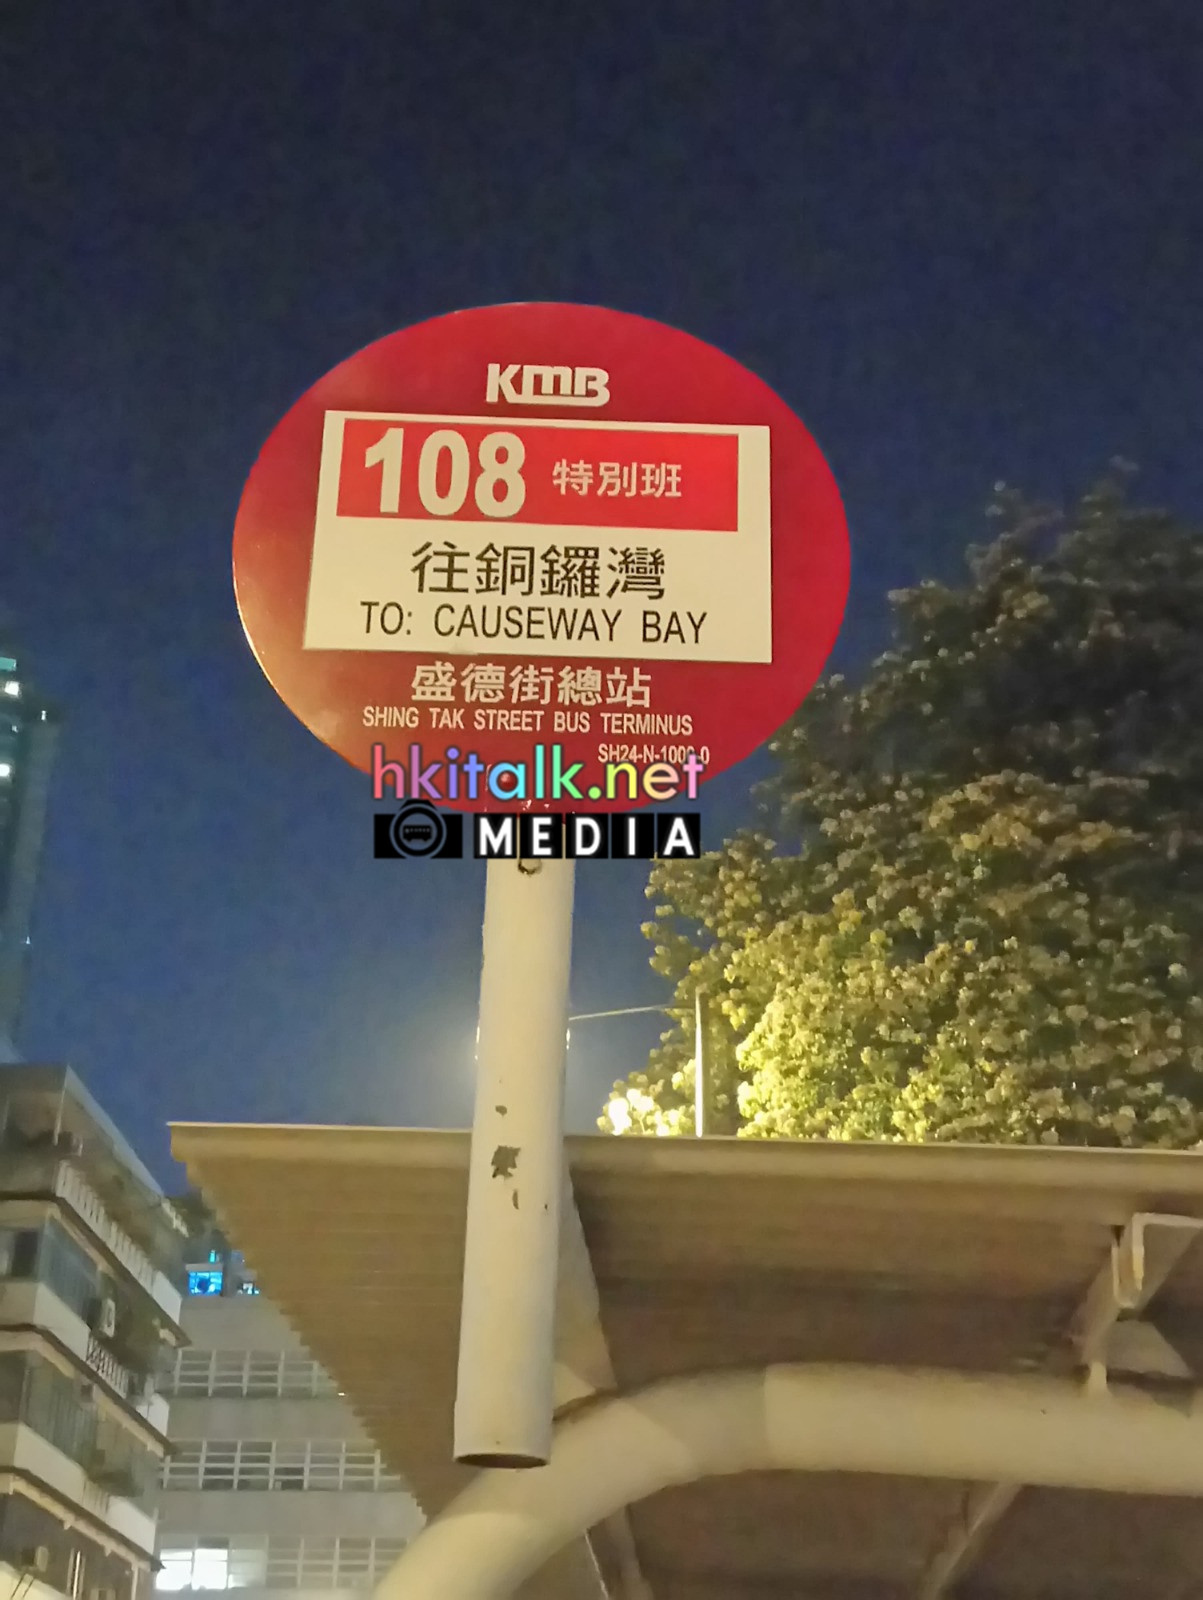 KMB
108 特別班
往銅鑼灣
TO: CAUSEWAY BAY
盛德街總站
SHING TAK STREET BUS TERMINUS
hkitalk.net
MEDIA